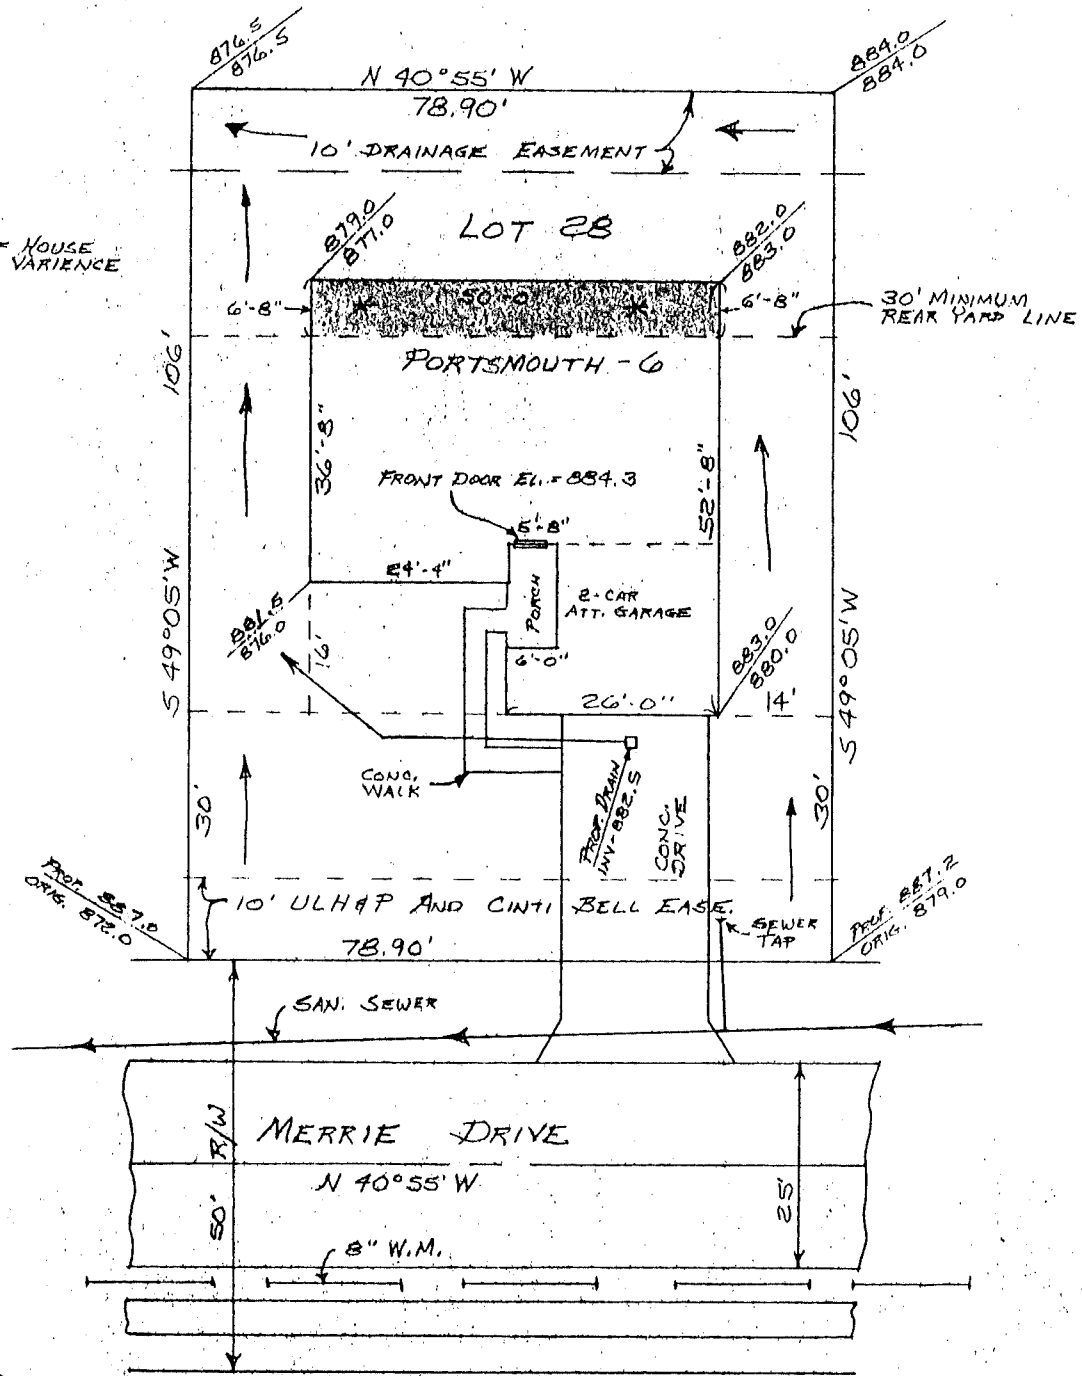 876.5
876.5
884.0
884.0
N 40°55' W
78.90'
10' DRAINAGE EASEMENT
LOT 28
879.0
877.0
882.0
883.0
= HOUSE
VARIENCE
6'-8"
50'-0"
6'-8"
30' MINIMUM
REAR YARD LINE
PORTSMOUTH - 6
106'
106'
36'-8"
52'-8"
FRONT DOOR EL. = 884.3
5'-8"
24'-4"
PORCH
2-CAR
ATT. GARAGE
S 49°05' W
S 49°05' W
881.5
876.0
16'
6'-0"
883.0
880.0
26'-0"
14'
CONC.
WALK
PROP. DRAIN
INV-882.5
CONC.
DRIVE
30'
30'
PROP. 887.0
ORIG. 872.0
10' ULH&P AND CINTI BELL EASE.
PROP. 887.2
ORIG. 879.0
SEWER
TAP
78.90'
SAN. SEWER
50' R/W
MERRIE DRIVE
N 40°55' W
25'
8" W.M.